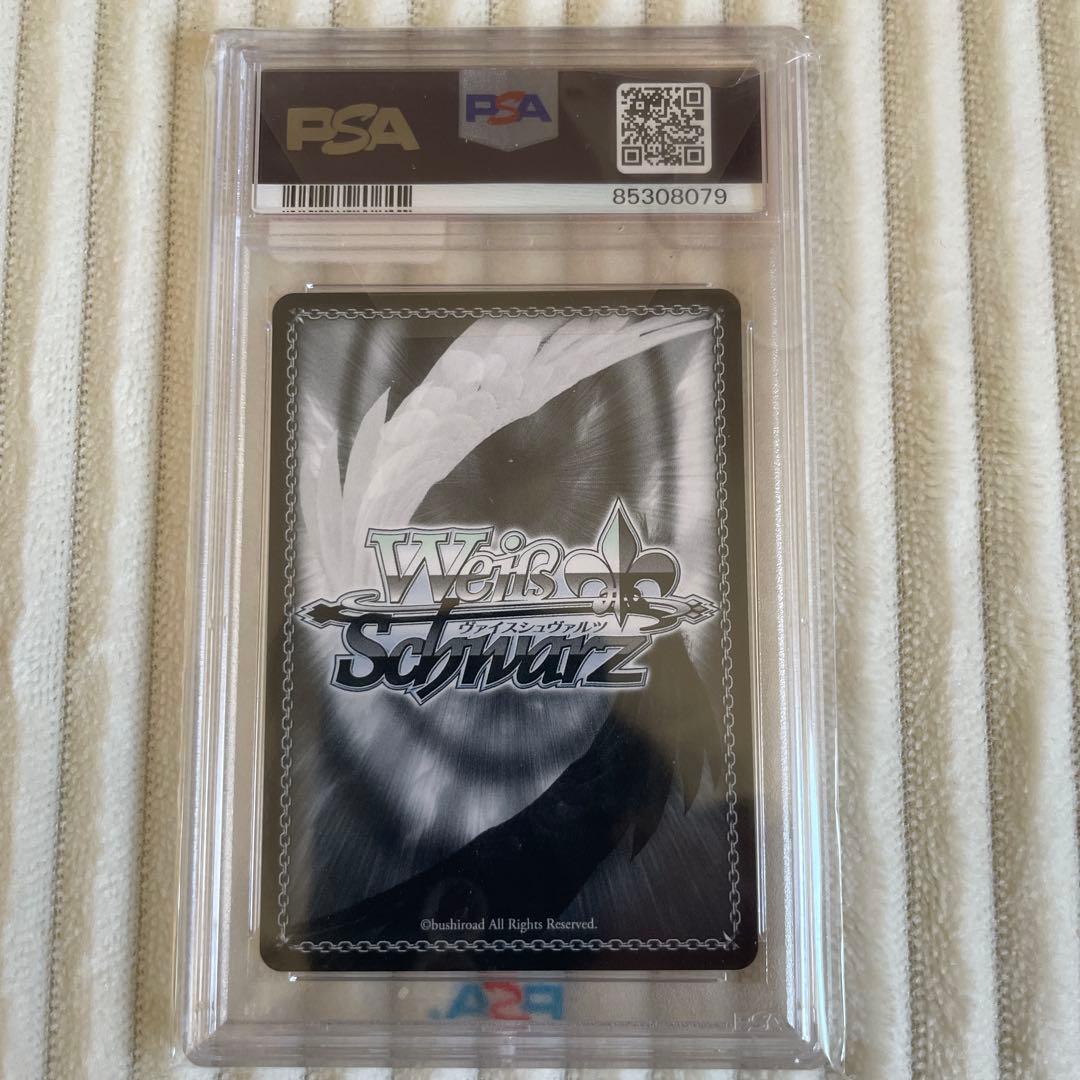 PSA
PSA
85308079
Weiß
ヴァイスシュヴァルツ
Schwarz
©bushiroad All Rights Reserved.
PSA
PSA